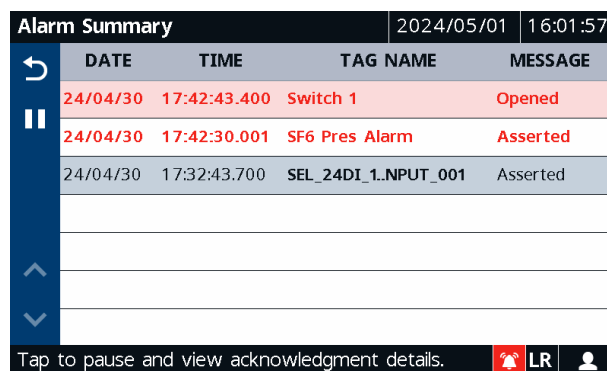 Alarm Summary 2024/05/01 16:01:57
DATE TIME TAG NAME MESSAGE
24/04/30 17:42:43.400 Switch 1 Opened
24/04/30 17:42:30.001 SF6 Pres Alarm Asserted
24/04/30 17:32:43.700 SEL_24DI_1..NPUT_001 Asserted
Tap to pause and view acknowledgment details. LR